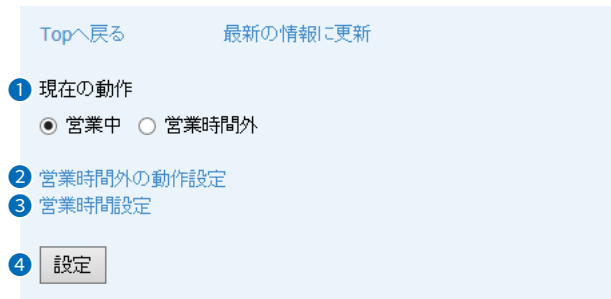 Topへ戻る 最新の情報に更新
1 現在の動作
営業中 営業時間外
2 営業時間外の動作設定
3 営業時間設定
4 設定